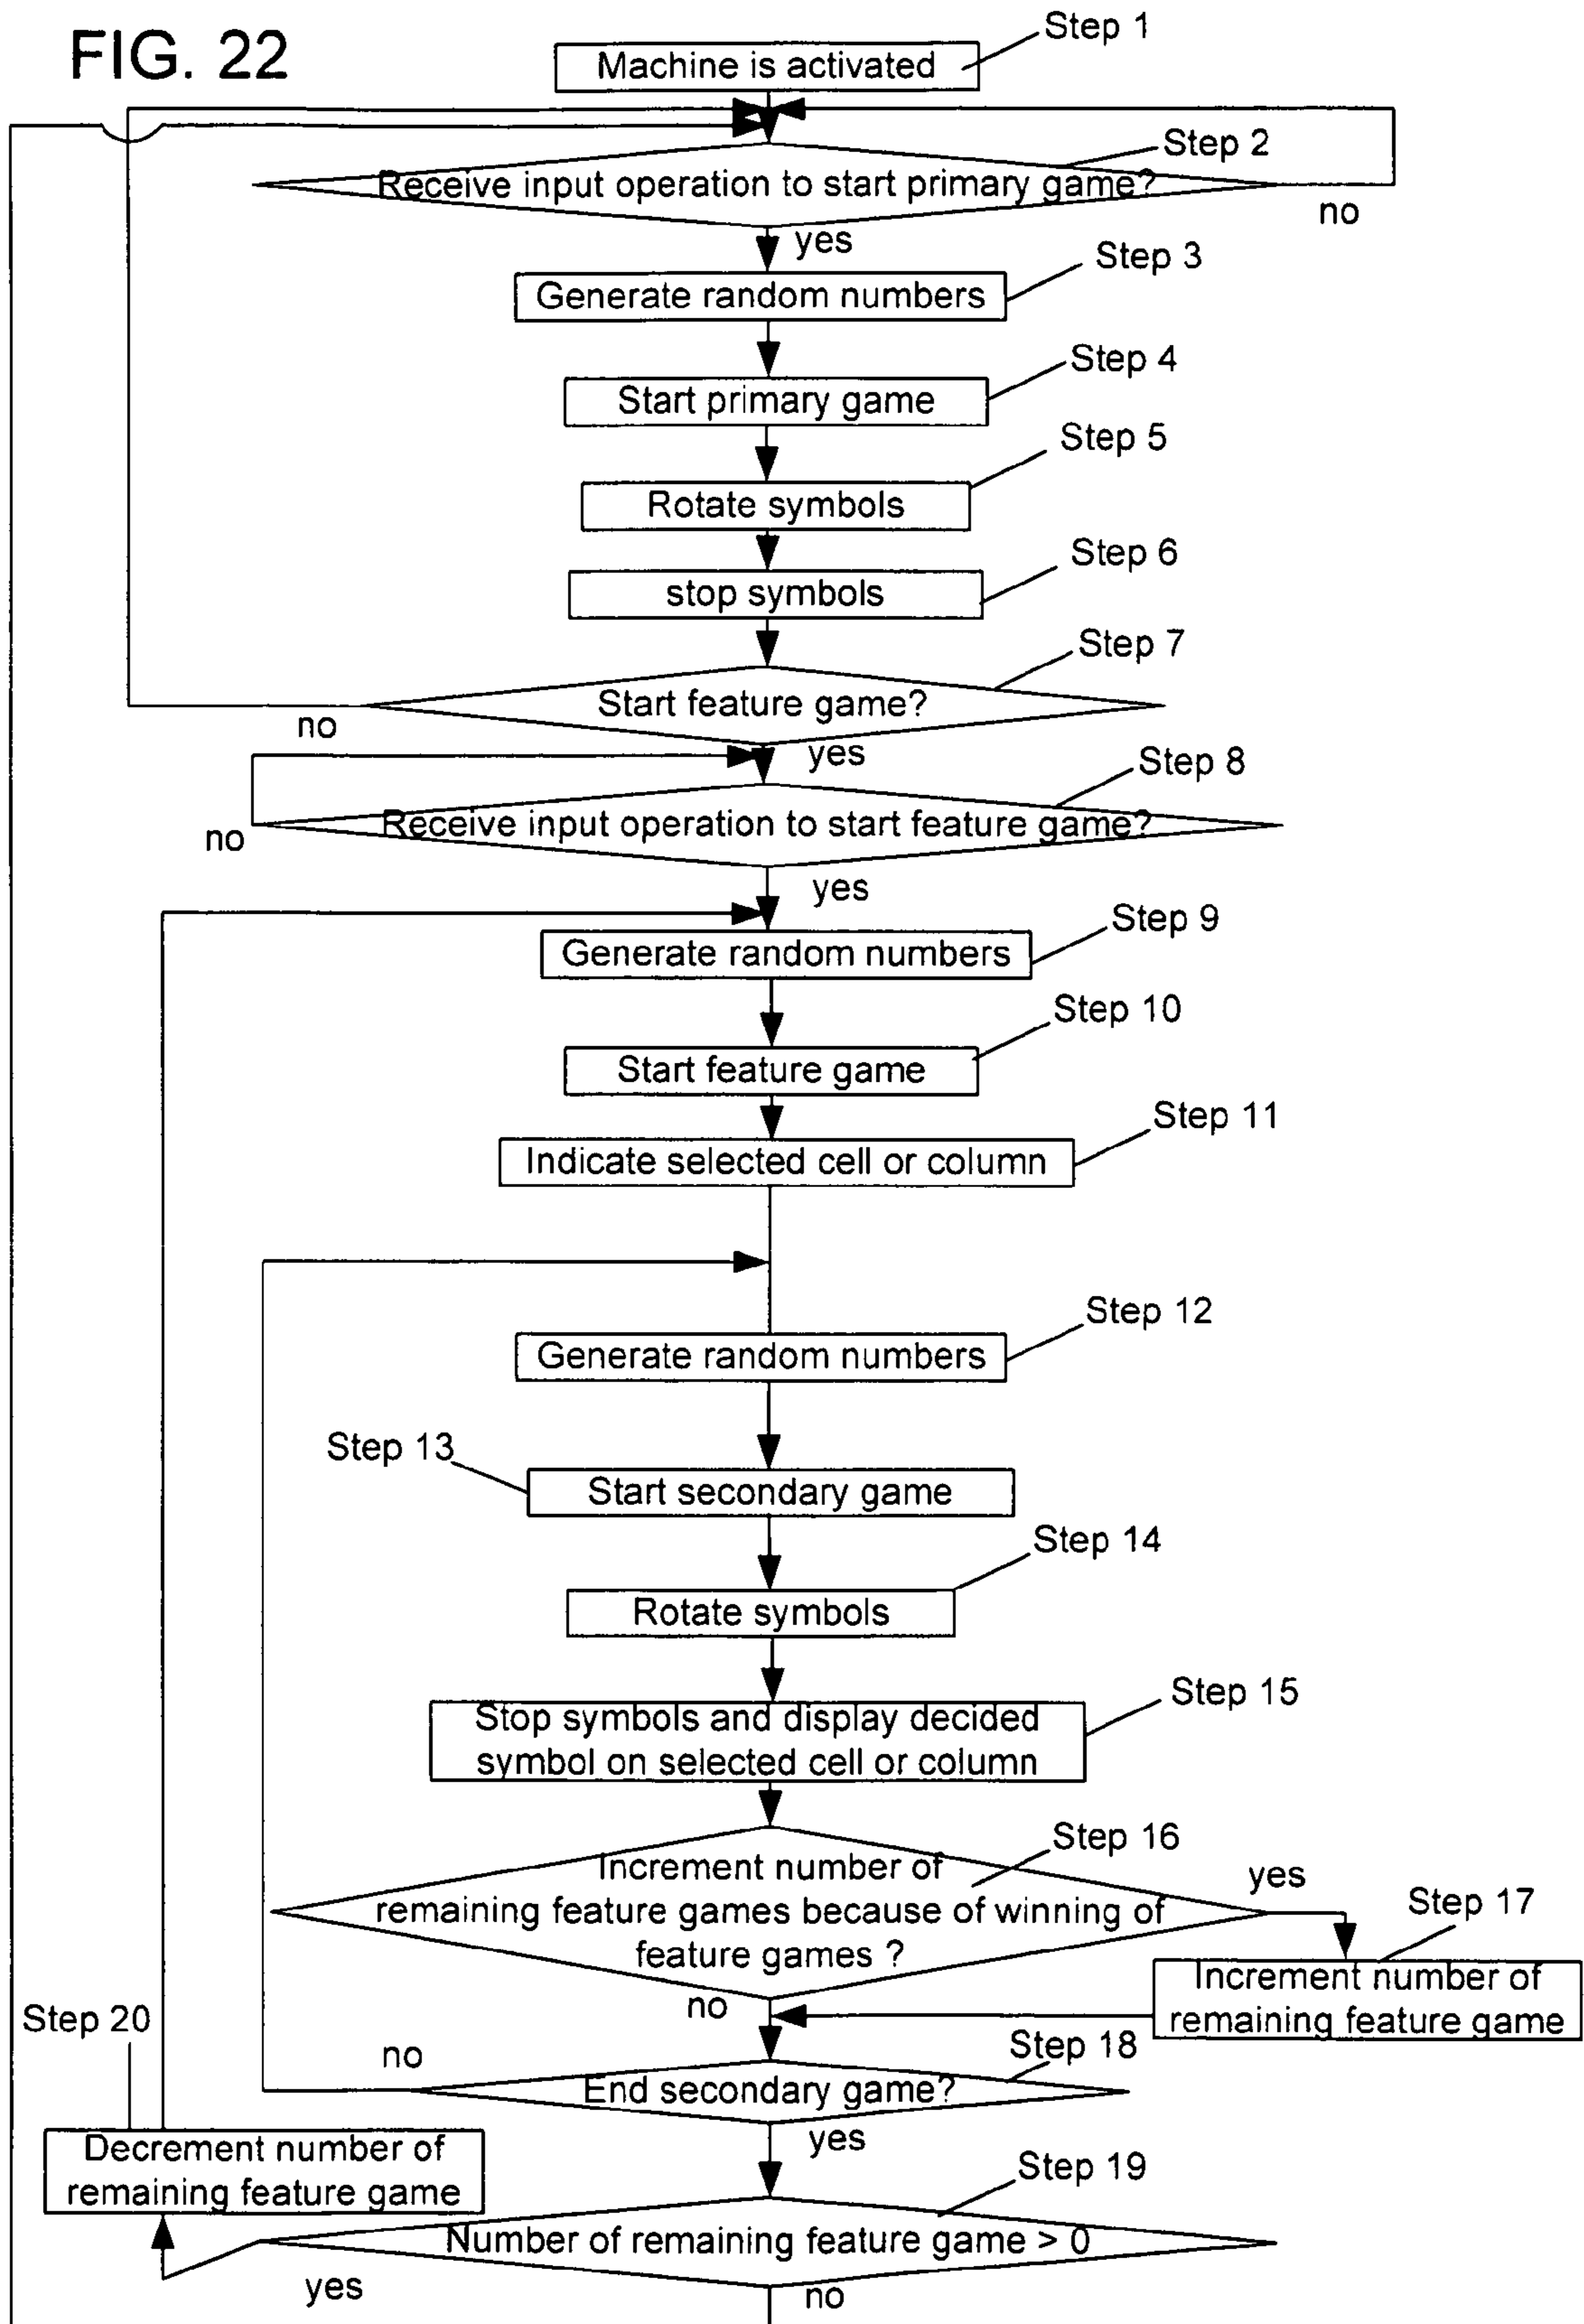 FIG. 22
Step 1
Machine is activated
Step 2
Receive input operation to start primary game?
no
yes
Step 3
Generate random numbers
Step 4
Start primary game
Step 5
Rotate symbols
Step 6
stop symbols
Step 7
Start feature game?
no
yes
Step 8
Receive input operation to start feature game?
no
yes
Step 9
Generate random numbers
Step 10
Start feature game
Step 11
Indicate selected cell or column
Step 12
Generate random numbers
Step 13
Start secondary game
Step 14
Rotate symbols
Step 15
Stop symbols and display decided
symbol on selected cell or column
Step 16
Increment number of
remaining feature games because of winning of
feature games ?
yes
Step 17
Increment number of
remaining feature game
no
Step 18
End secondary game?
no
yes
Step 20
Decrement number of
remaining feature game
Step 19
Number of remaining feature game > 0
yes
no